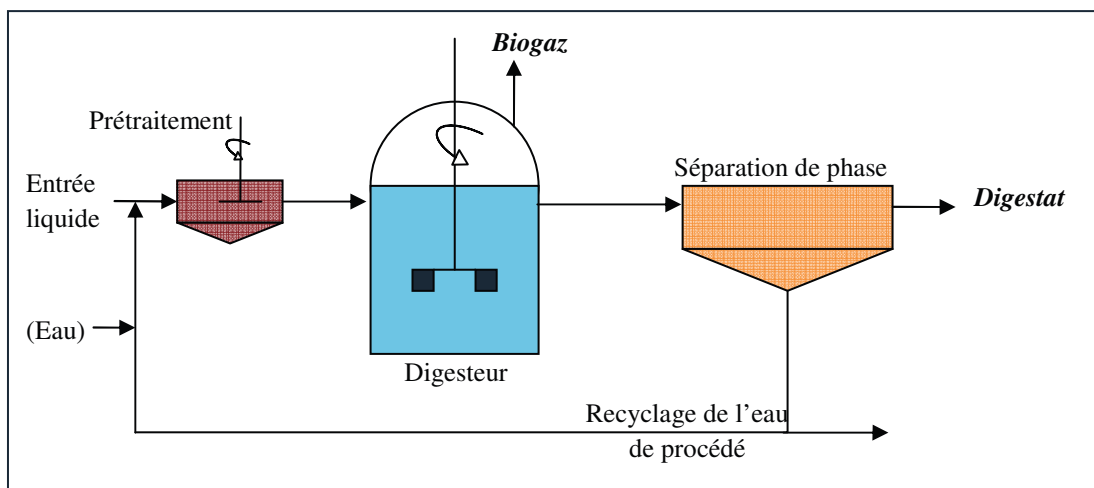 Biogaz
Prétraitement
Séparation de phase
Entrée
liquide
Digestat
(Eau)
Digesteur
Recyclage de l’eau
de procédé